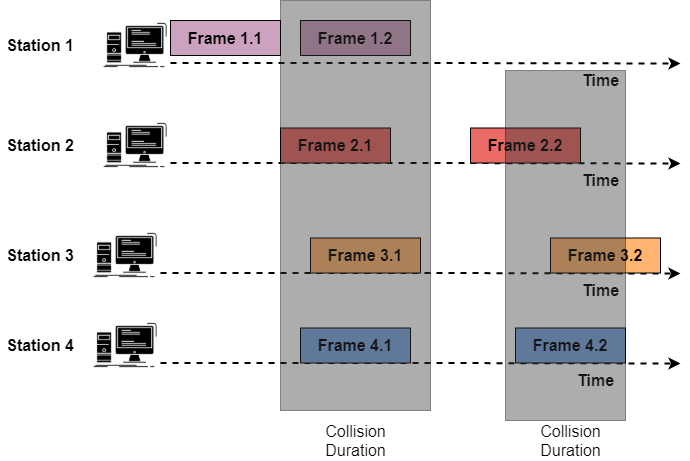 Station 1
Frame 1.1
Frame 1.2
Time
Station 2
Frame 2.1
Frame 2.2
Time
Station 3
Frame 3.1
Frame 3.2
Time
Station 4
Frame 4.1
Frame 4.2
Time
Collision
Duration
Collision
Duration